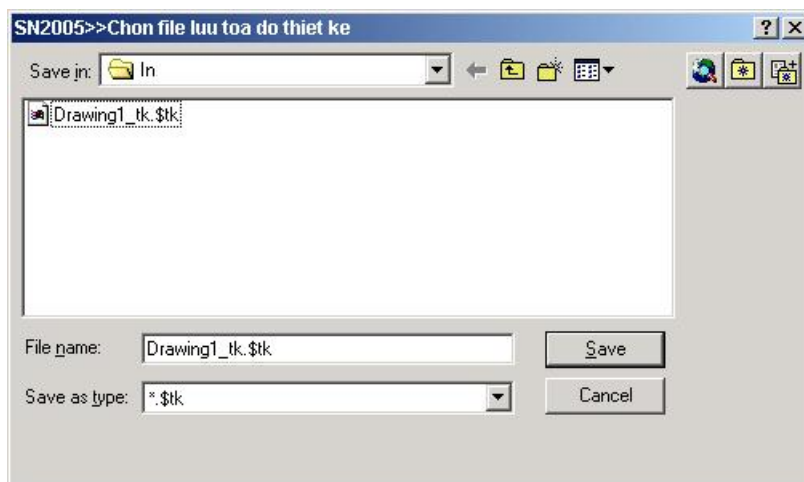 SN2005>>Chon file luu toa do thiet ke
Save in: In
Drawing1_tk.$tk
File name: Drawing1_tk.$tk Save
Save as type: *.$tk Cancel